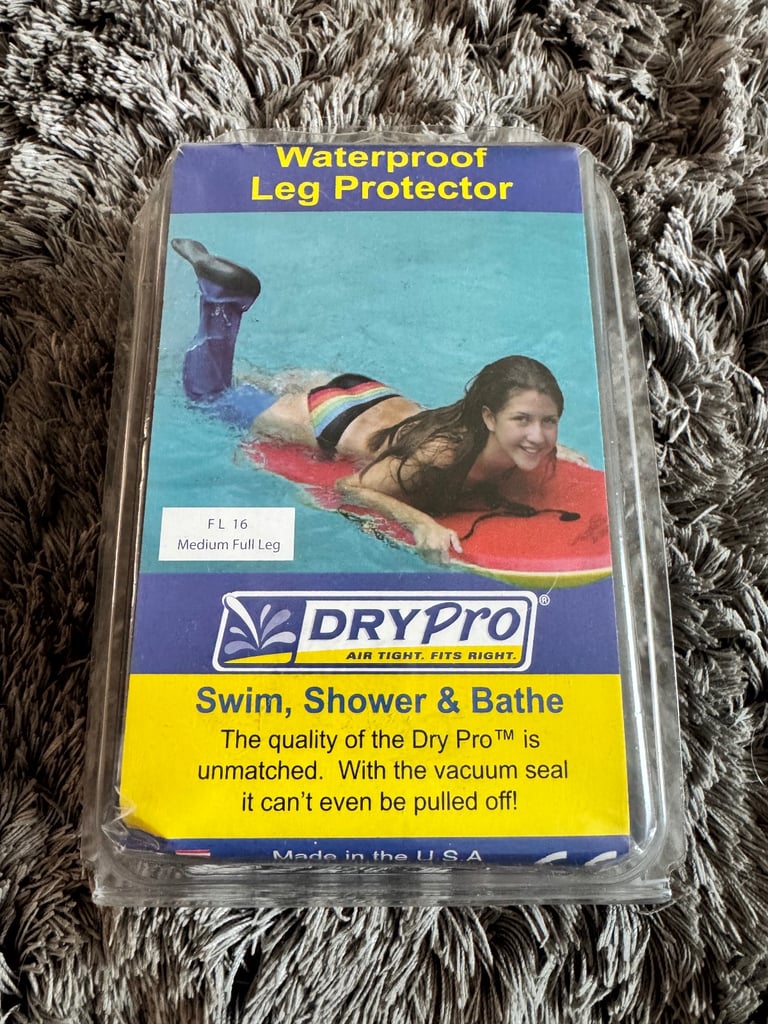 Waterproof
Leg Protector
FL 16
Medium Full Leg
DRYPRO®
AIR TIGHT. FITS RIGHT.
Swim, Shower & Bathe
The quality of the Dry Pro™ is
unmatched. With the vacuum seal
it can't even be pulled off!
Made in the U.S.A